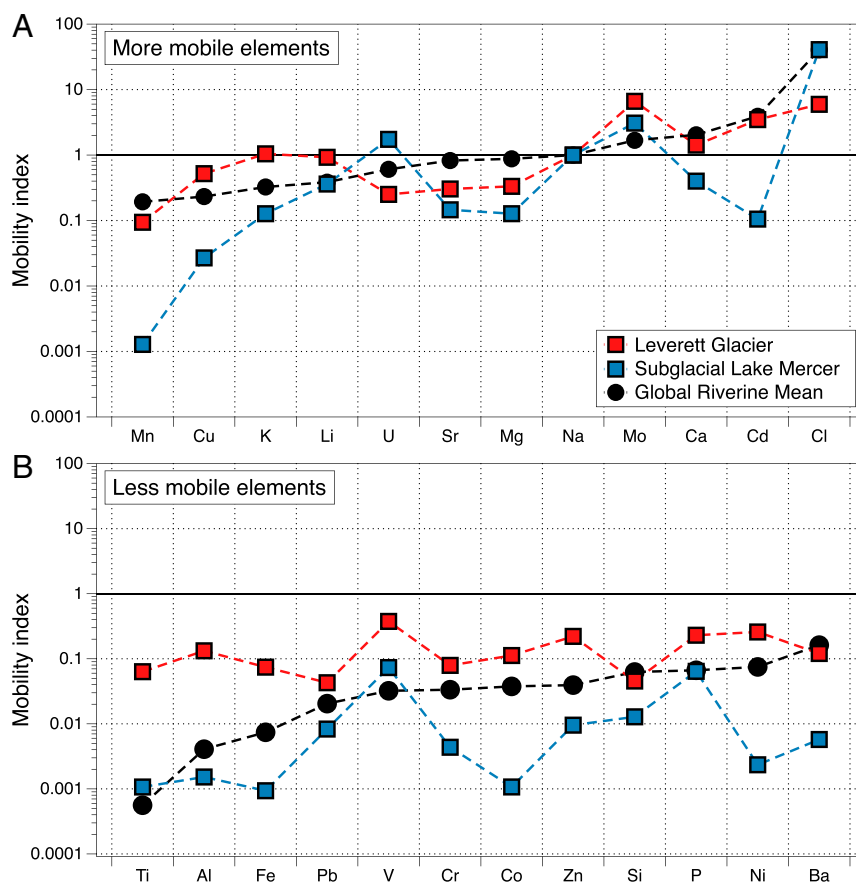 A
More mobile elements
100
10
1
0.1
0.01
0.001
0.0001
Mobility index
Leverett Glacier
Subglacial Lake Mercer
Global Riverine Mean
Mn Cu K Li U Sr Mg Na Mo Ca Cd Cl
B
Less mobile elements
100
10
1
0.1
0.01
0.001
0.0001
Mobility index
Ti Al Fe Pb V Cr Co Zn Si P Ni Ba